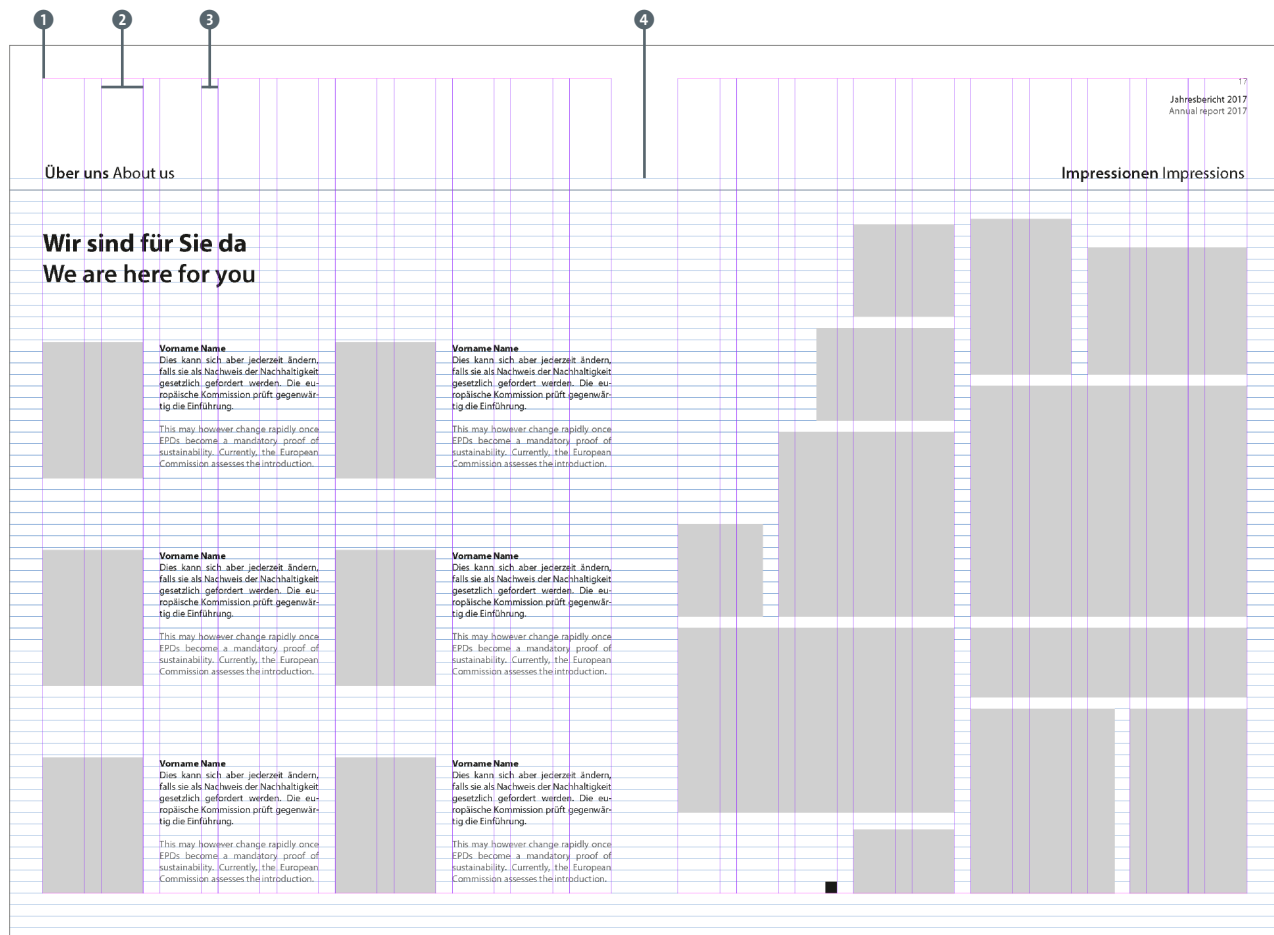 1
2
3
4
17
Jahresbericht 2017
Annual report 2017
Über uns About us
Impressionen Impressions
Wir sind für Sie da
We are here for you
Vorname Name
Dies kann sich aber jederzeit ändern,
falls sie als Nachweis der Nachhaltigkeit
gesetzlich gefordert werden. Die eu-
ropäische Kommission prüft gegenwär-
tig die Einführung.
This may however change rapidly once
EPDs become a mandatory proof of
sustainability. Currently, the European
Commission assesses the introduction.
Vorname Name
Dies kann sich aber jederzeit ändern,
falls sie als Nachweis der Nachhaltigkeit
gesetzlich gefordert werden. Die eu-
ropäische Kommission prüft gegenwär-
tig die Einführung.
This may however change rapidly once
EPDs become a mandatory proof of
sustainability. Currently, the European
Commission assesses the introduction.
Vorname Name
Dies kann sich aber jederzeit ändern,
falls sie als Nachweis der Nachhaltigkeit
gesetzlich gefordert werden. Die eu-
ropäische Kommission prüft gegenwär-
tig die Einführung.
This may however change rapidly once
EPDs become a mandatory proof of
sustainability. Currently, the European
Commission assesses the introduction.
Vorname Name
Dies kann sich aber jederzeit ändern,
falls sie als Nachweis der Nachhaltigkeit
gesetzlich gefordert werden. Die eu-
ropäische Kommission prüft gegenwär-
tig die Einführung.
This may however change rapidly once
EPDs become a mandatory proof of
sustainability. Currently, the European
Commission assesses the introduction.
Vorname Name
Dies kann sich aber jederzeit ändern,
falls sie als Nachweis der Nachhaltigkeit
gesetzlich gefordert werden. Die eu-
ropäische Kommission prüft gegenwär-
tig die Einführung.
This may however change rapidly once
EPDs become a mandatory proof of
sustainability. Currently, the European
Commission assesses the introduction.
Vorname Name
Dies kann sich aber jederzeit ändern,
falls sie als Nachweis der Nachhaltigkeit
gesetzlich gefordert werden. Die eu-
ropäische Kommission prüft gegenwär-
tig die Einführung.
This may however change rapidly once
EPDs become a mandatory proof of
sustainability. Currently, the European
Commission assesses the introduction.